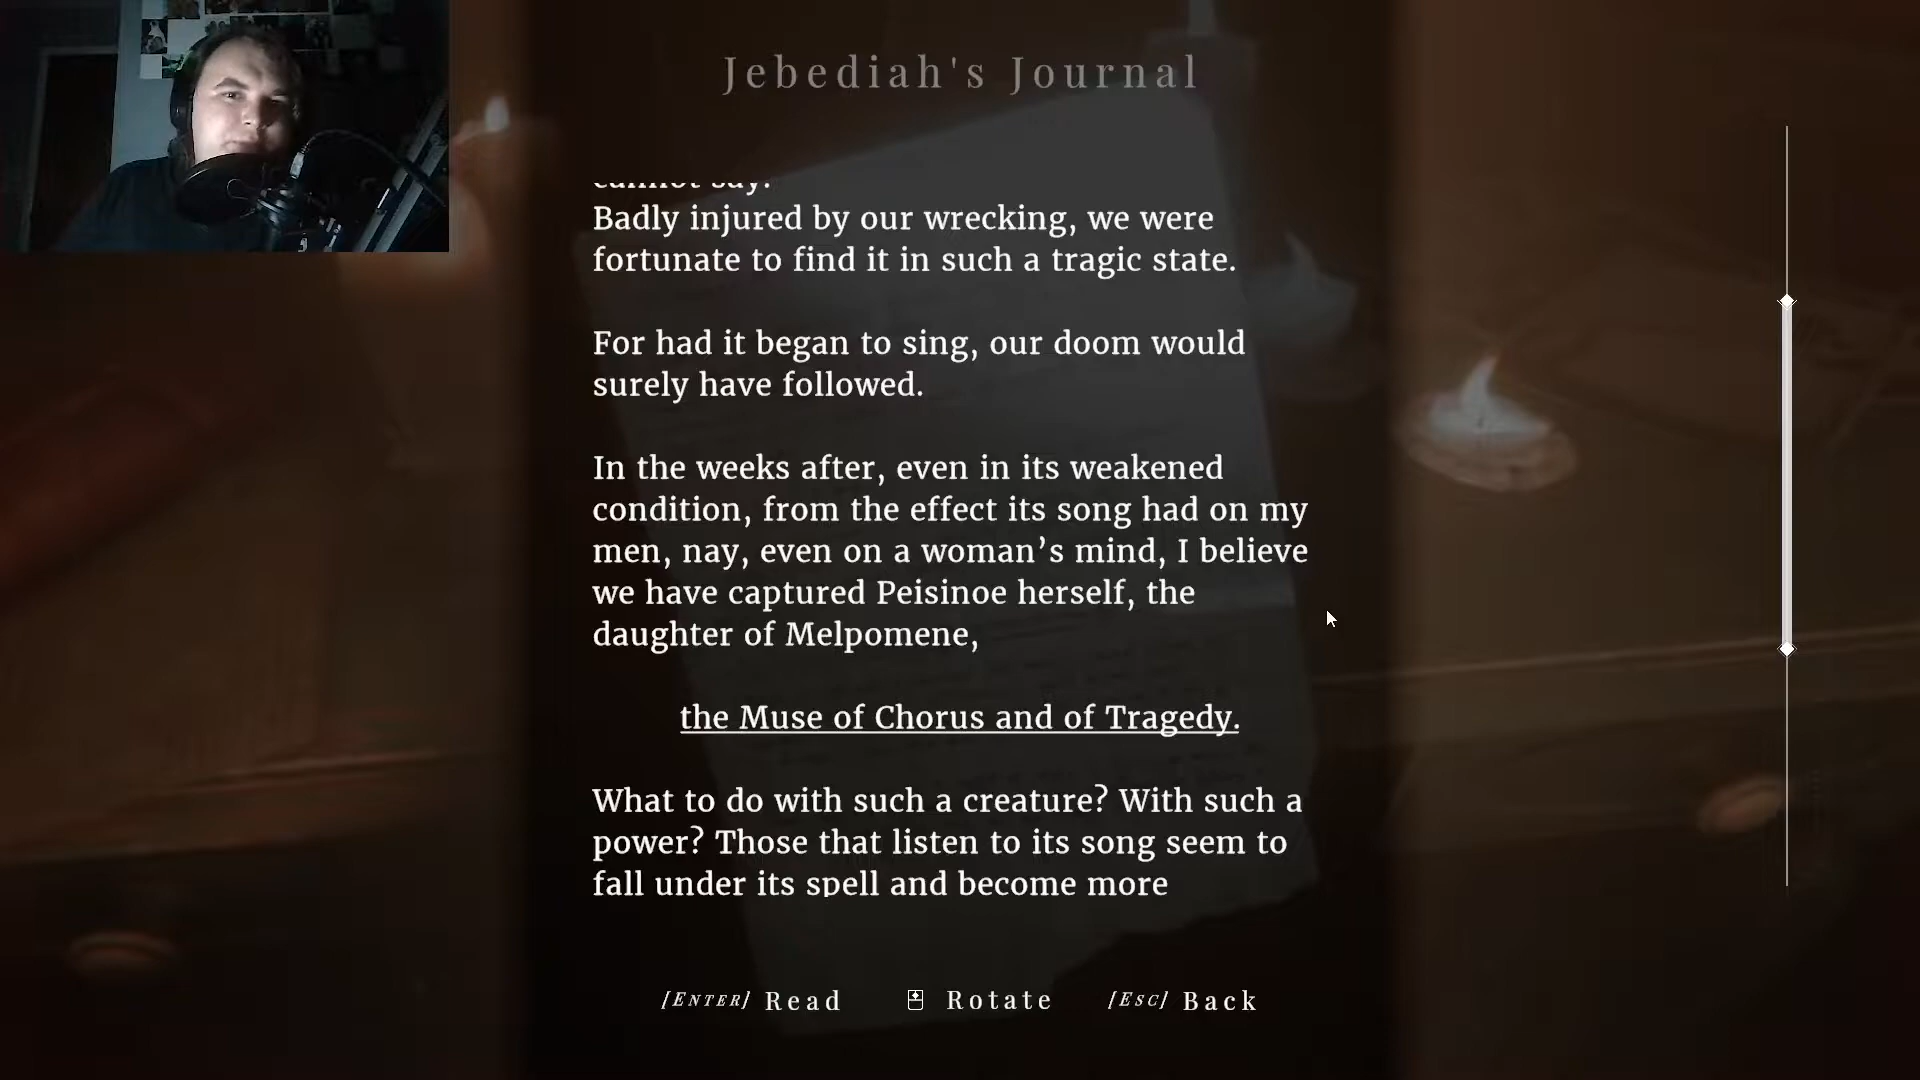 Jebediah's Journal
cannot say.
Badly injured by our wrecking, we were
fortunate to find it in such a tragic state.
For had it began to sing, our doom would
surely have followed.
In the weeks after, even in its weakened
condition, from the effect its song had on my
men, nay, even on a woman’s mind, I believe
we have captured Peisinoe herself, the
daughter of Melpomene,
the Muse of Chorus and of Tragedy.
What to do with such a creature? With such a
power? Those that listen to its song seem to
fall under its spell and become more
[ENTER] Read Rotate [ESC] Back